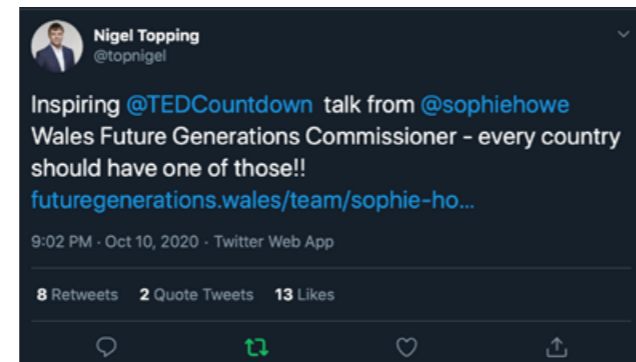 Nigel Topping
@topnigel
Inspiring @TEDCountdown talk from @sophiehowe
Wales Future Generations Commissioner - every country
should have one of those!!
futuregenerations.wales/team/sophie-ho...
9:02 PM · Oct 10, 2020 · Twitter Web App
8 Retweets 2 Quote Tweets 13 Likes